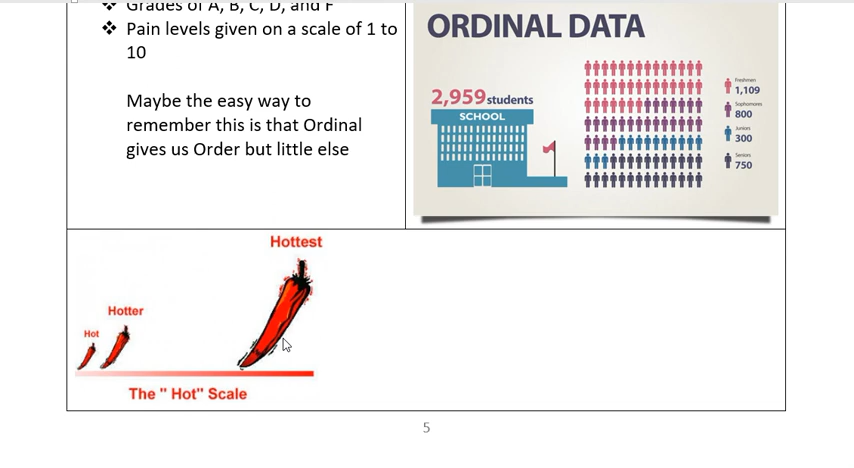 ❖ Grades of A, B, C, D, and F
❖ Pain levels given on a scale of 1 to
10
Maybe the easy way to
remember this is that Ordinal
gives us Order but little else
ORDINAL DATA
2,959 students
SCHOOL
Freshmen
1,109
Sophomores
800
Juniors
300
Seniors
750
Hottest
Hotter
Hot
The " Hot" Scale
5